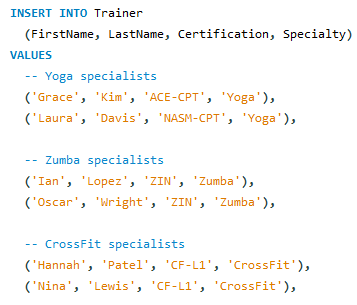 INSERT INTO Trainer
(FirstName, LastName, Certification, Specialty)
VALUES
-- Yoga specialists
('Grace', 'Kim', 'ACE-CPT', 'Yoga'),
('Laura', 'Davis', 'NASM-CPT', 'Yoga'),
-- Zumba specialists
('Ian', 'Lopez', 'ZIN', 'Zumba'),
('Oscar', 'Wright', 'ZIN', 'Zumba'),
-- CrossFit specialists
('Hannah', 'Patel', 'CF-L1', 'CrossFit'),
('Nina', 'Lewis', 'CF-L1', 'CrossFit'),